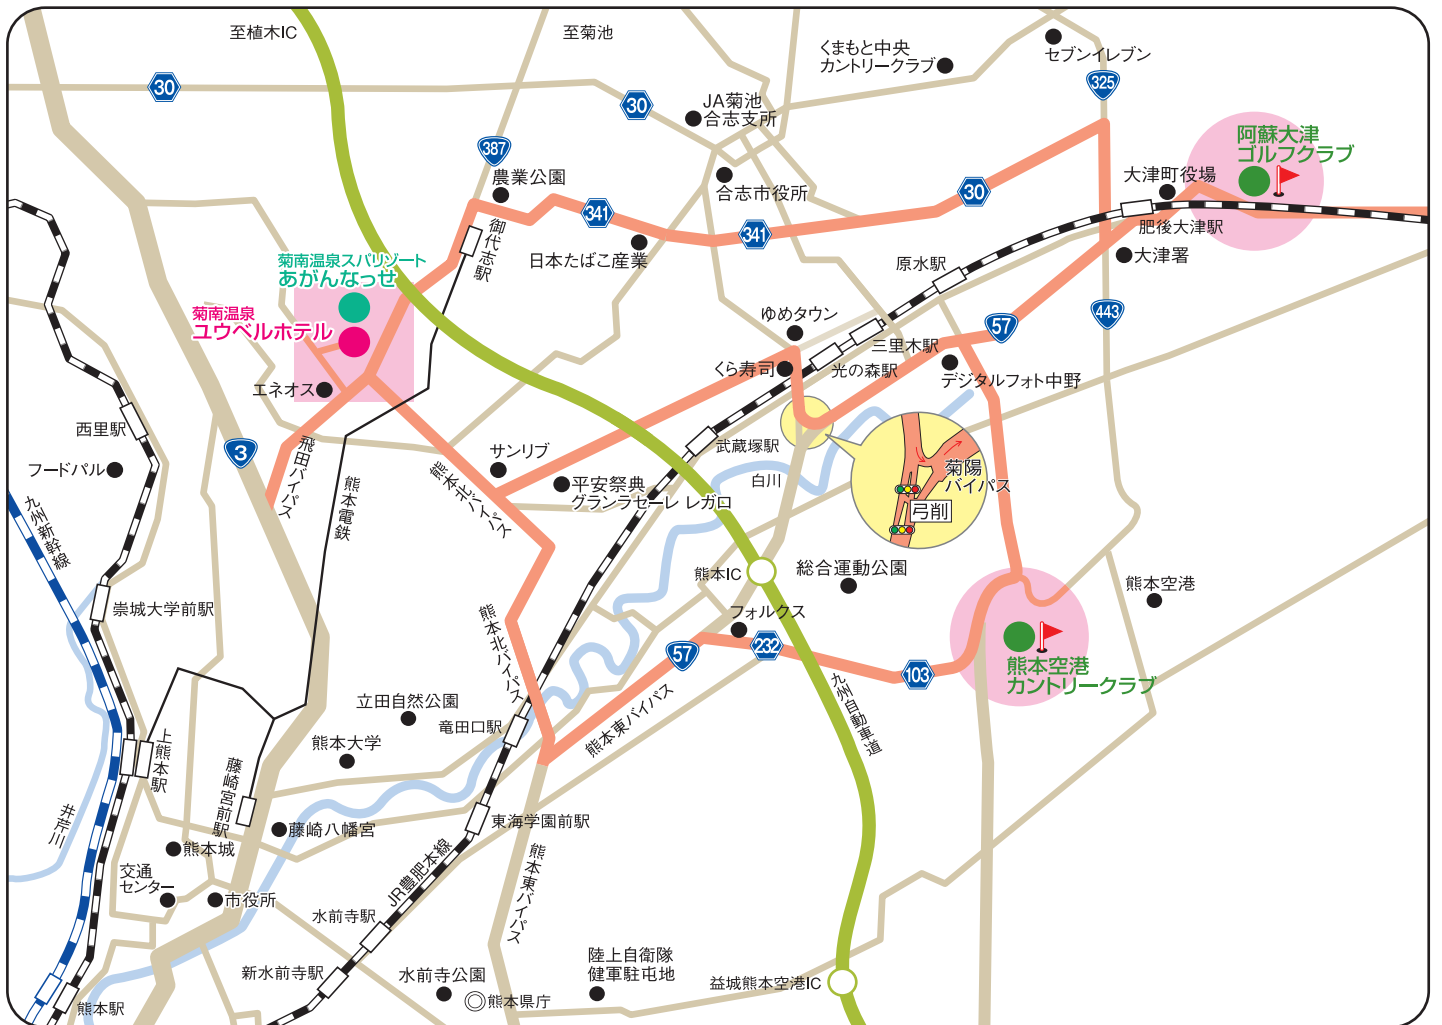 至植木IC
至菊池
くまもと中央
カントリークラブ
セブンイレブン
30
30
JA菊池
合志支所
325
阿蘇大津
ゴルフクラブ
387
農業公園
合志市役所
30
大津町役場
341
341
御代志駅
肥後大津駅
日本たばこ産業
大津署
原水駅
菊南温泉スパリゾート
あがんなっせ
菊南温泉
ユウベルホテル
ゆめタウン
57
443
三里木駅
くら寿司
光の森駅
デジタルフォト中野
エネオス
西里駅
3
飛田バイパス
サンリブ
武蔵塚駅
フードパル
熊本北バイパス
平安祭典
グランラセーレ レガロ
白川
菊陽
バイパス
弓削
熊本電鉄
九州新幹線
熊本IC
総合運動公園
熊本空港
崇城大学前駅
フォルクス
熊本北バイパス
57
232
103
熊本空港
カントリークラブ
九州自動車道
立田自然公園
竜田口駅
熊本東バイパス
熊本大学
上熊本駅
藤崎宮前駅
井芹川
藤崎八幡宮
東海学園前駅
熊本城
JR豊肥本線
熊本東バイパス
交通
センター
市役所
水前寺駅
新水前寺駅
水前寺公園
陸上自衛隊
健軍駐屯地
益城熊本空港IC
熊本県庁
熊本駅